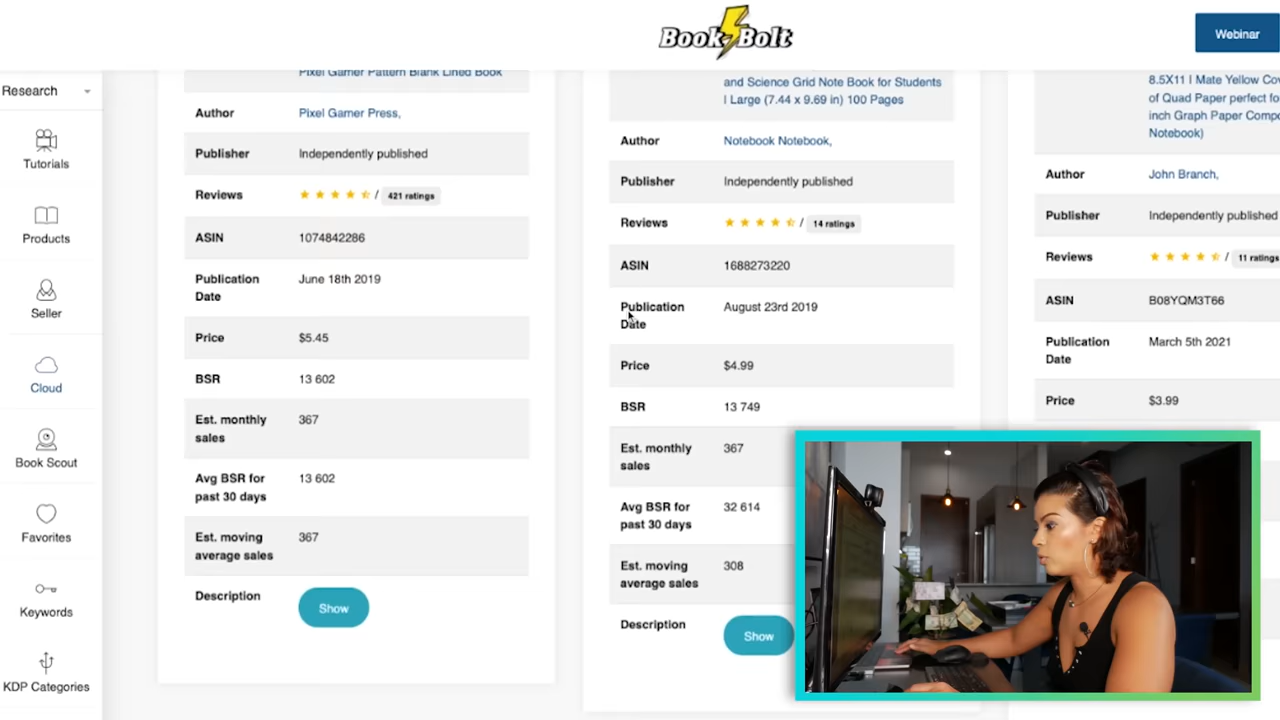 Book Bolt
Webinar
Research
Tutorials
Products
Seller
Cloud
Book Scout
Favorites
Keywords
KDP Categories
Pixel Gamer Pattern Blank Lined Book
Author Pixel Gamer Press,
Publisher Independently published
Reviews / 421 ratings
ASIN 1074842286
Publication June 18th 2019
Date
Price $5.45
BSR 13 602
Est. monthly 367
sales
Avg BSR for 13 602
past 30 days
Est. moving 367
average sales
Description Show
and Science Grid Note Book for Students
| Large (7.44 x 9.69 in) 100 Pages
Author Notebook Notebook,
Publisher Independently published
Reviews / 14 ratings
ASIN 1688273220
Publication August 23rd 2019
Date
Price $4.99
BSR 13 749
Est. monthly 367
sales
Avg BSR for 32 614
past 30 days
Est. moving 308
average sales
Description Show
8.5X11 | Mate Yellow
of Quad Paper perfect
inch Graph Paper
Notebook)
Author John Branch,
Publisher Independently published
Reviews / 11 ratings
ASIN B08YQM3T66
Publication March 5th 2021
Date
Price $3.99